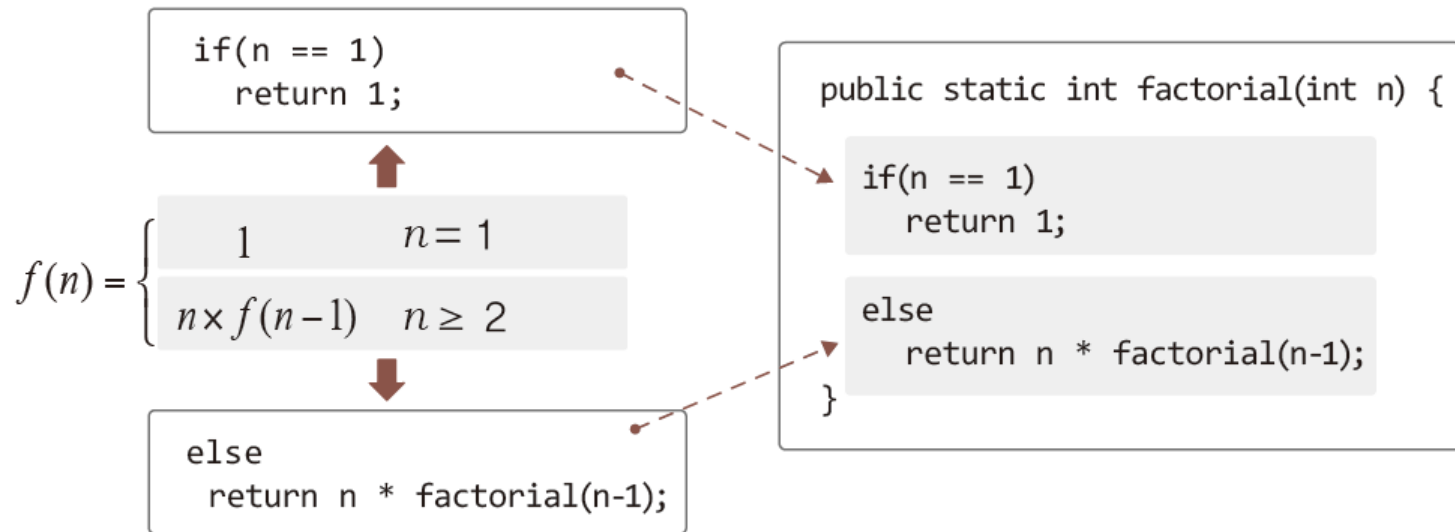 if(n == 1)
return 1;
f(n) =
1 n = 1
n × f(n-1) n ≥ 2
else
return n * factorial(n-1);
public static int factorial(int n) {
if(n == 1)
return 1;
else
return n * factorial(n-1);
}